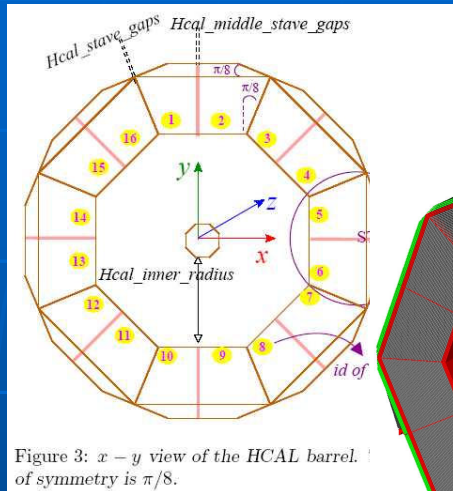 Hcal_stave_gaps
Hcal_middle_stave_gaps
π/8
π/8
1
2
16
3
15
4
y
z
14
5
S
x
13
6
Hcal_inner_radius
12
7
11
10
9
8
id of
Figure 3: x − y view of the HCAL barrel.
of symmetry is π/8.